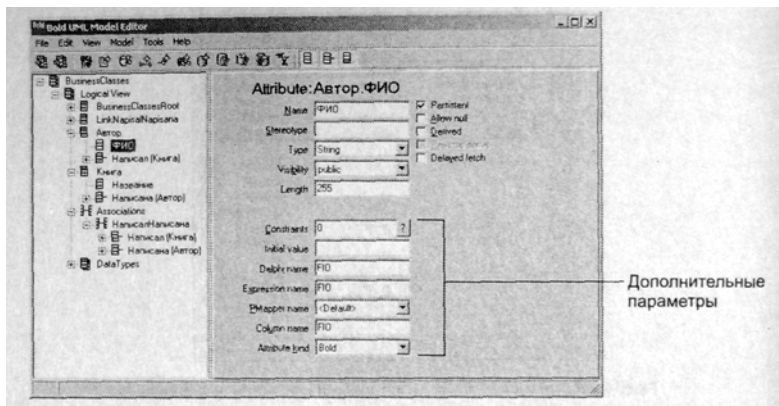 Bold UML Model Editor
File Edit View Model Tools Help
BusinessClasses
Logical View
BusinessClassesRoot
LinkNapisalNapisana
Автор
ФИО
Написал (Книга)
Книга
Название
Написана (Автор)
Associations
НаписалНаписана
Написал (Книга)
Написана (Автор)
DataTypes
Attribute: Автор.ФИО
Name ФИО
Stereotype
Type String
Visibility public
Length 255
Persistent
Allow null
Derived
Delayed fetch
Constraints 0 ?
Initial value
Delphi name FIO
Expression name FIO
PMapper name <Default>
Column name FIO
Attribute kind Bold
Дополнительные
параметры